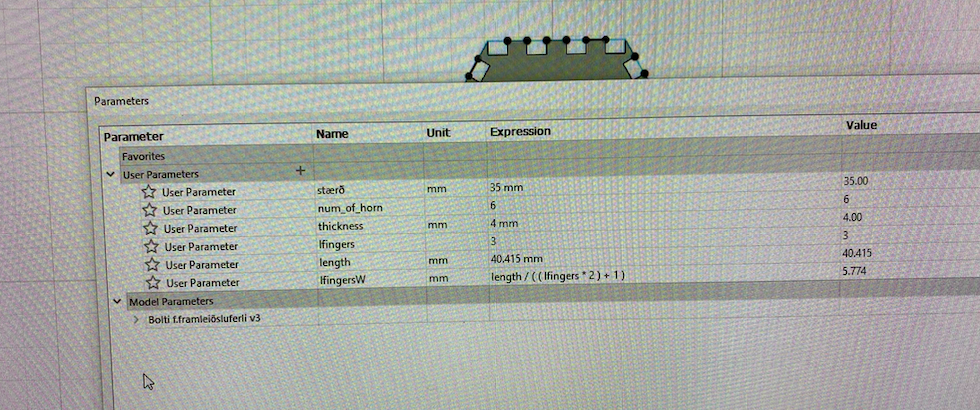 Parameters
Parameter Name Unit Expression Value
Favorites
User Parameters +
User Parameter stærð mm 35 mm 35.00
User Parameter num_of_horn 6 6
User Parameter thickness mm 4 mm 4.00
User Parameter lfingers 3 3
User Parameter length mm 40.415 mm 40.415
User Parameter lfingersW mm length / ( ( lfingers * 2 ) + 1 ) 5.774
Model Parameters
Bolti f.framleiðsluferli v3